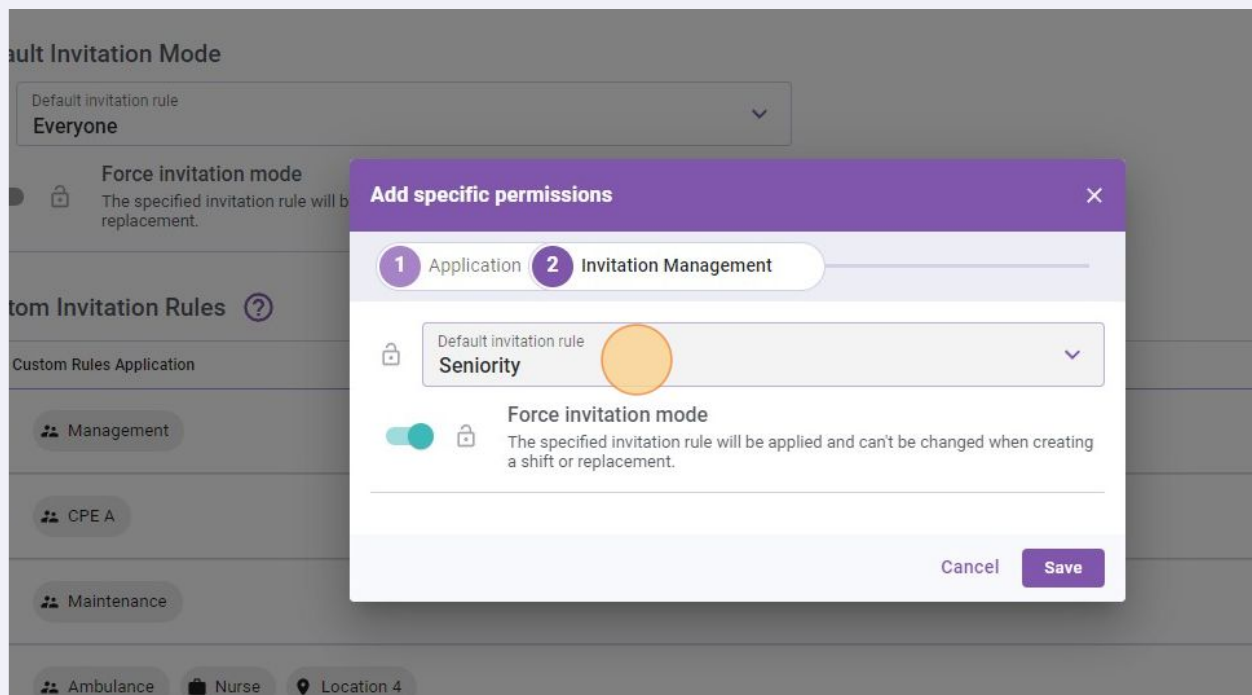 ault Invitation Mode
Default invitation rule
Everyone
Force invitation mode
The specified invitation rule will b
replacement.
tom Invitation Rules ?
Custom Rules Application
Management
CPE A
Maintenance
Ambulance Nurse Location 4
Add specific permissions
1 Application 2 Invitation Management
Default invitation rule
Seniority
Force invitation mode
The specified invitation rule will be applied and can't be changed when creating
a shift or replacement.
Cancel Save